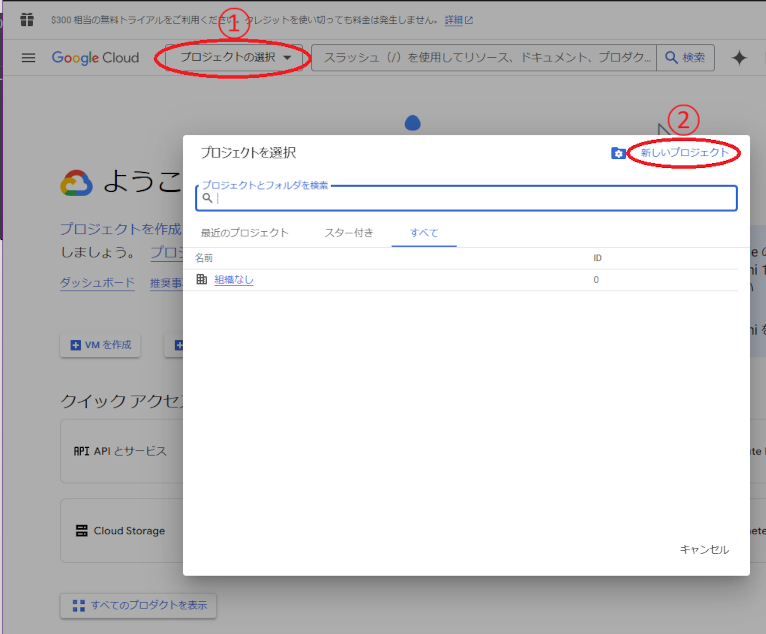 $300 相当の無料トライアルをご利用ください。クレジットを使い切っても料金は発生しません。 詳細
①
Google Cloud
プロジェクトの選択
スラッシュ（/）を使用してリソース、ドキュメント、プロダク...
検索
②
プロジェクトを選択
新しいプロジェクト
ようこ
プロジェクトとフォルダを検索
プロジェクトを作成
最近のプロジェクト
スター付き
すべて
しましょう。 プロ
名前
ID
ダッシュボード
推奨事
組織なし
0
VM を作成
クイック アクセ
API API とサービス
Cloud Storage
キャンセル
すべてのプロダクトを表示